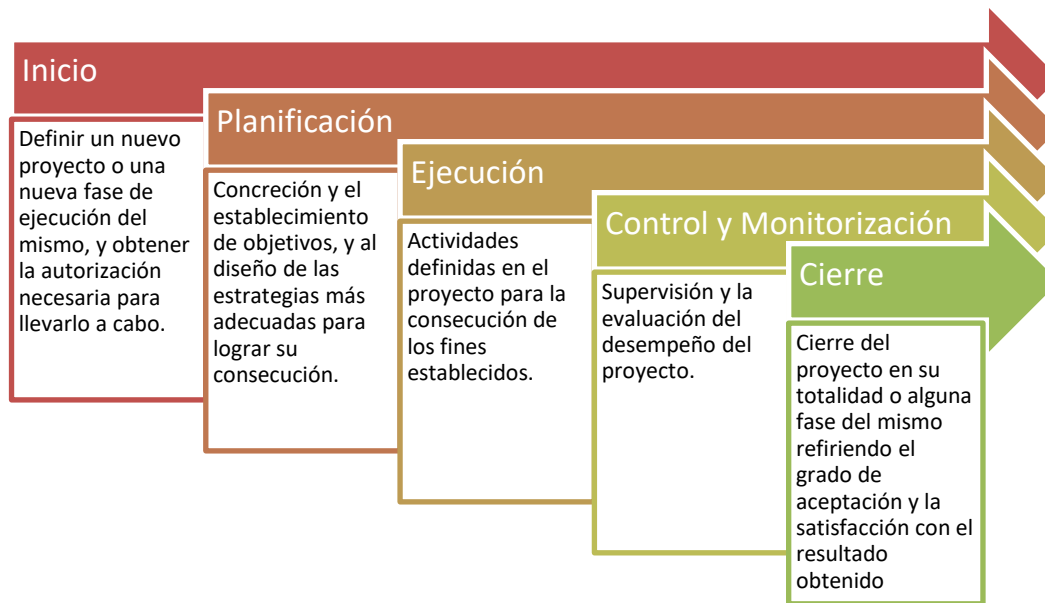 Inicio
Definir un nuevo
proyecto o una
nueva fase de
ejecución del
mismo, y obtener
la autorización
necesaria para
llevarlo a cabo.
Planificación
Concreción y el
establecimiento
de objetivos, y al
diseño de las
estrategias más
adecuadas para
lograr su
consecución.
Ejecución
Actividades
definidas en el
proyecto para la
consecución de
los fines
establecidos.
Control y Monitorización
Supervisión y la
evaluación del
desempeño del
proyecto.
Cierre
Cierre del
proyecto en su
totalidad o alguna
fase del mismo
refiriendo el
grado de
aceptación y la
satisfacción con el
resultado
obtenido